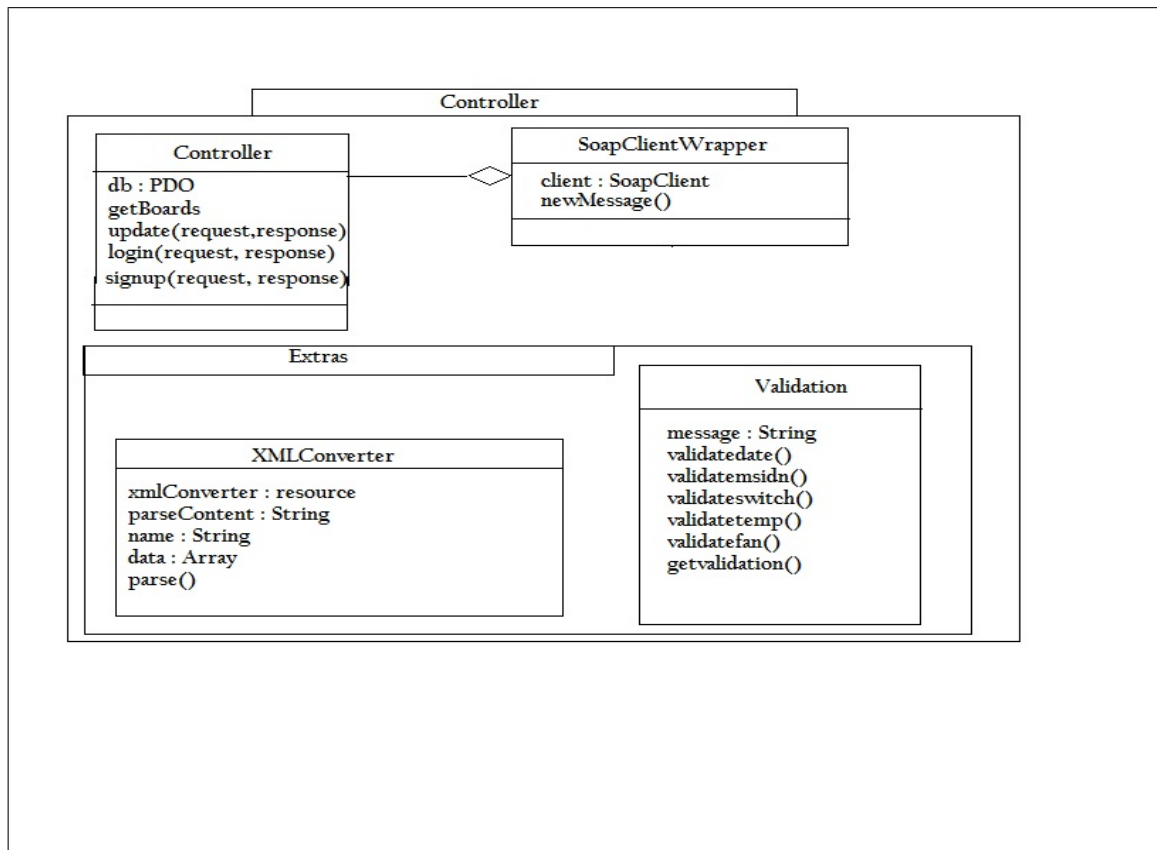 Controller
Controller
db : PDO
getBoards
update(request,response)
login(request, response)
signup(request, response)
SoapClientWrapper
client : SoapClient
newMessage()
Extras
XMLConverter
xmlConverter : resource
parseContent : String
name : String
data : Array
parse()
Validation
message : String
validatedate()
validatemsidn()
validateswitch()
validatetemp()
validatefan()
getvalidation()